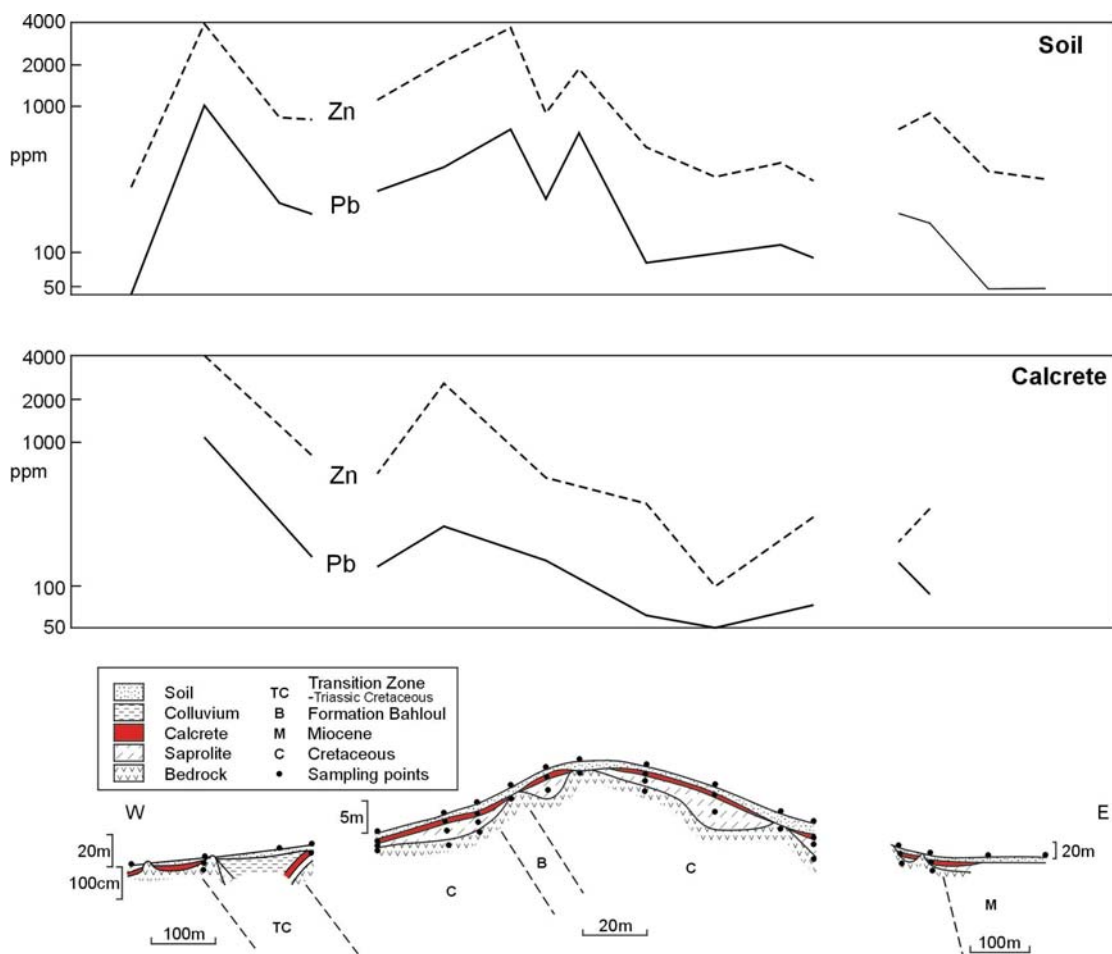 4000
Soil
2000
1000
Zn
ppm
Pb
100
50
4000
Calcrete
2000
1000
ppm
Zn
Pb
100
50
Soil
Colluvium
Calcrete
Saprolite
Bedrock
TC Transition Zone
-Triassic Cretaceous
B Formation Bahloul
M Miocene
C Cretaceous
Sampling points
W
E
5m
20m
100cm
20m
B
C
C
TC
M
100m
20m
100m